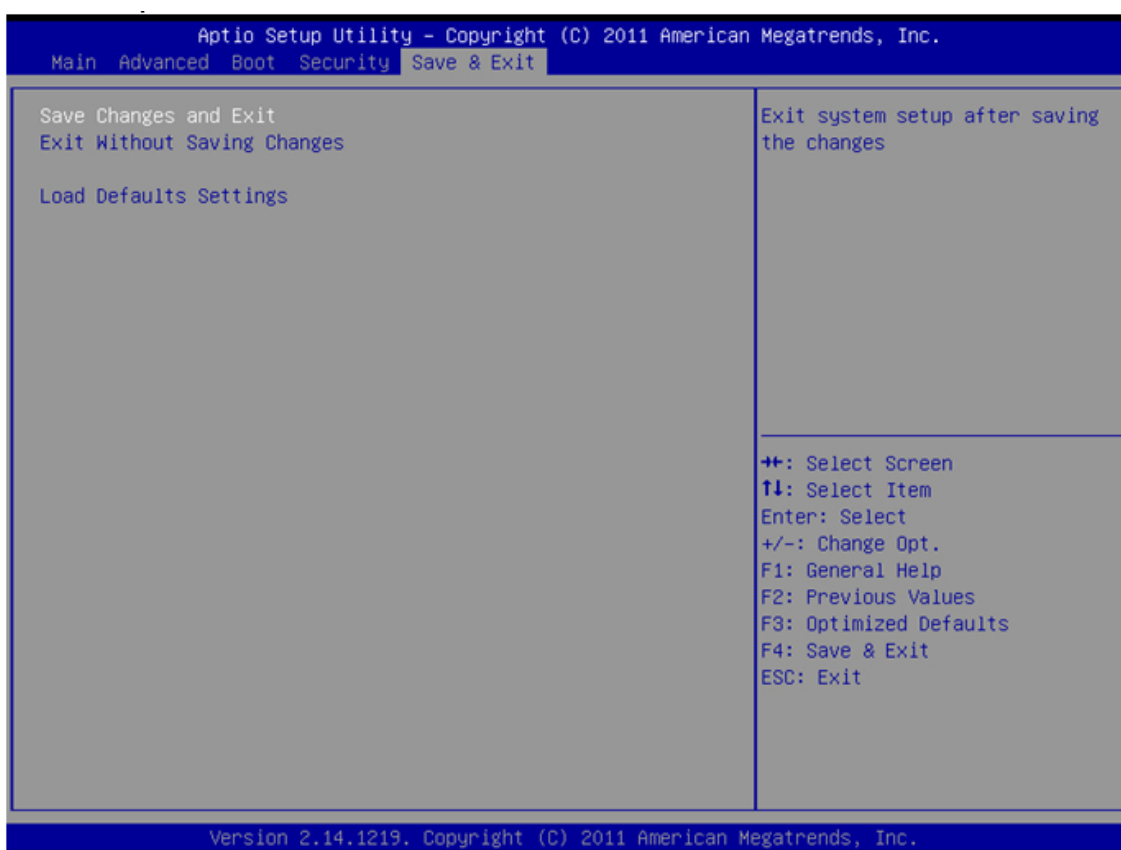 Aptio Setup Utility – Copyright (C) 2011 American Megatrends, Inc.
Main Advanced Boot Security Save & Exit
Save Changes and Exit
Exit Without Saving Changes
Load Defaults Settings
Exit system setup after saving
the changes
→←: Select Screen
↑↓: Select Item
Enter: Select
+/-: Change Opt.
F1: General Help
F2: Previous Values
F3: Optimized Defaults
F4: Save & Exit
ESC: Exit
Version 2.14.1219. Copyright (C) 2011 American Megatrends, Inc.